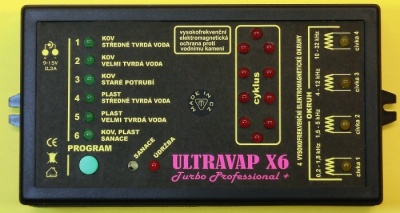 vysokofrekvenční
elektromagnetická
ochrana proti
vodnímu kameni
9-15V
0,3A
1 KOV
STŘEDNĚ TVRDÁ VODA
2 KOV
VELMI TVRDÁ VODA
3 KOV
STARÉ POTRUBÍ
4 PLAST
STŘEDNĚ TVRDÁ VODA
5 PLAST
VELMI TVRDÁ VODA
6 KOV, PLAST
SANACE
PROGRAM
SANACE
ÚDRŽBA
MADE IN
cyklus
ULTRAVAP X6
Turbo Professional +
4 VYSOKOFREKVENČNÍ ELEKTROMAGNETICKÉ OKRUHY
OKRUH
10 - 32 kHz
4 - 12 kHz
1,5 - 5 kHz
0,2 - 1,8 kHz
cívka 4
cívka 3
cívka 2
cívka 1